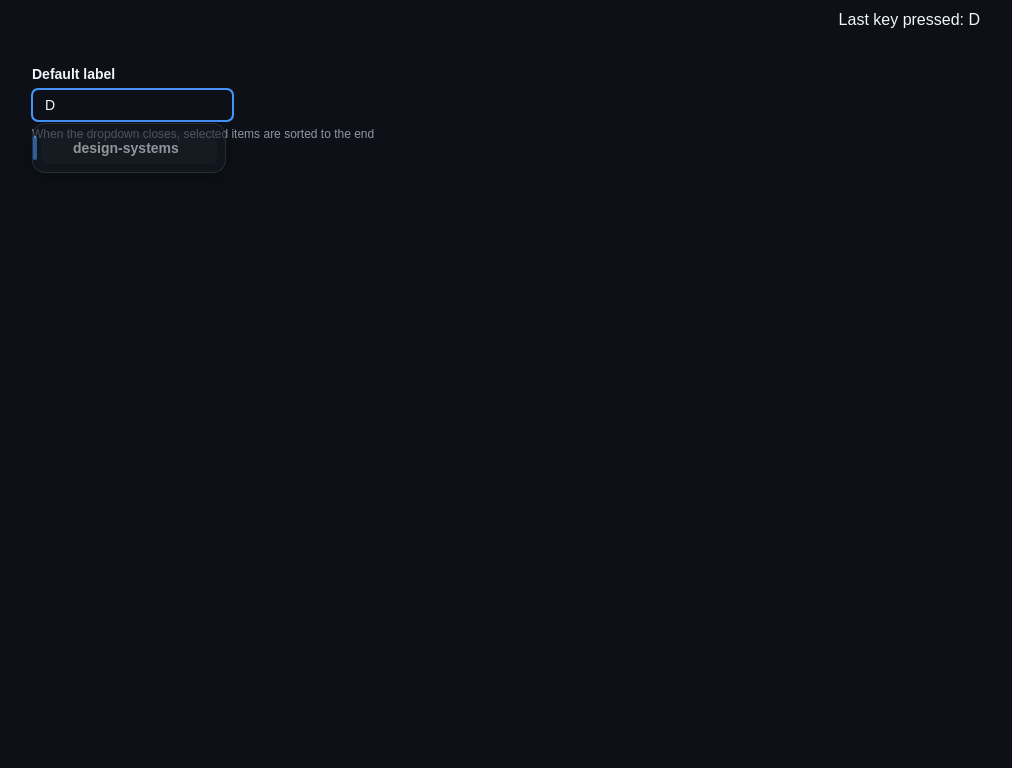 Last key pressed: D
Default label
D
When the dropdown closes, selected items are sorted to the end
design-systems